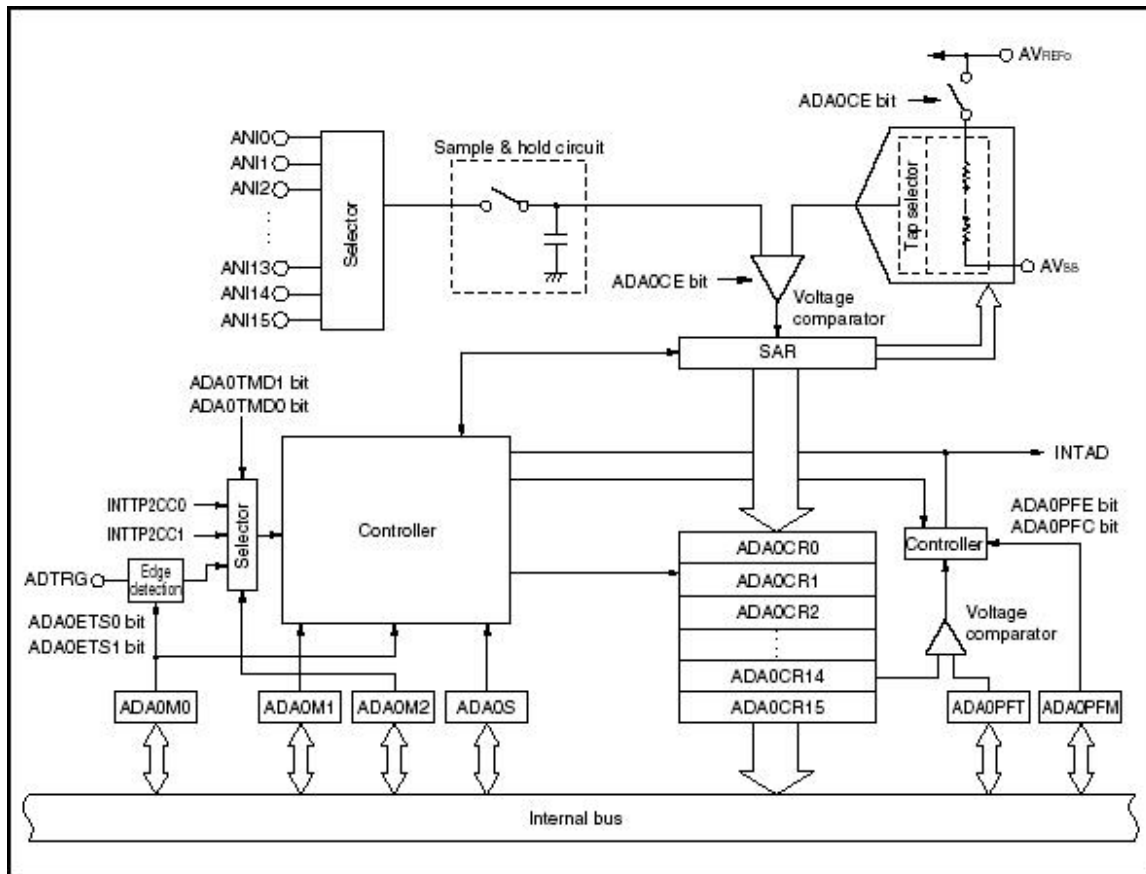 AVREF0
ADA0CE bit
ANI0
ANI1
ANI2
ANI13
ANI14
ANI15
Selector
Sample & hold circuit
Tap selector
AVSS
ADA0CE bit
Voltage
comparator
SAR
ADA0TMD1 bit
ADA0TMD0 bit
INTTP2CC0
INTTP2CC1
Selector
ADTRG
Edge
detection
ADA0ETS0 bit
ADA0ETS1 bit
Controller
INTAD
ADA0PFE bit
ADA0PFC bit
Controller
Voltage
comparator
ADA0CR0
ADA0CR1
ADA0CR2
ADA0CR14
ADA0CR15
ADA0M0
ADA0M1
ADA0M2
ADA0S
ADA0PFT
ADA0PFM
Internal bus